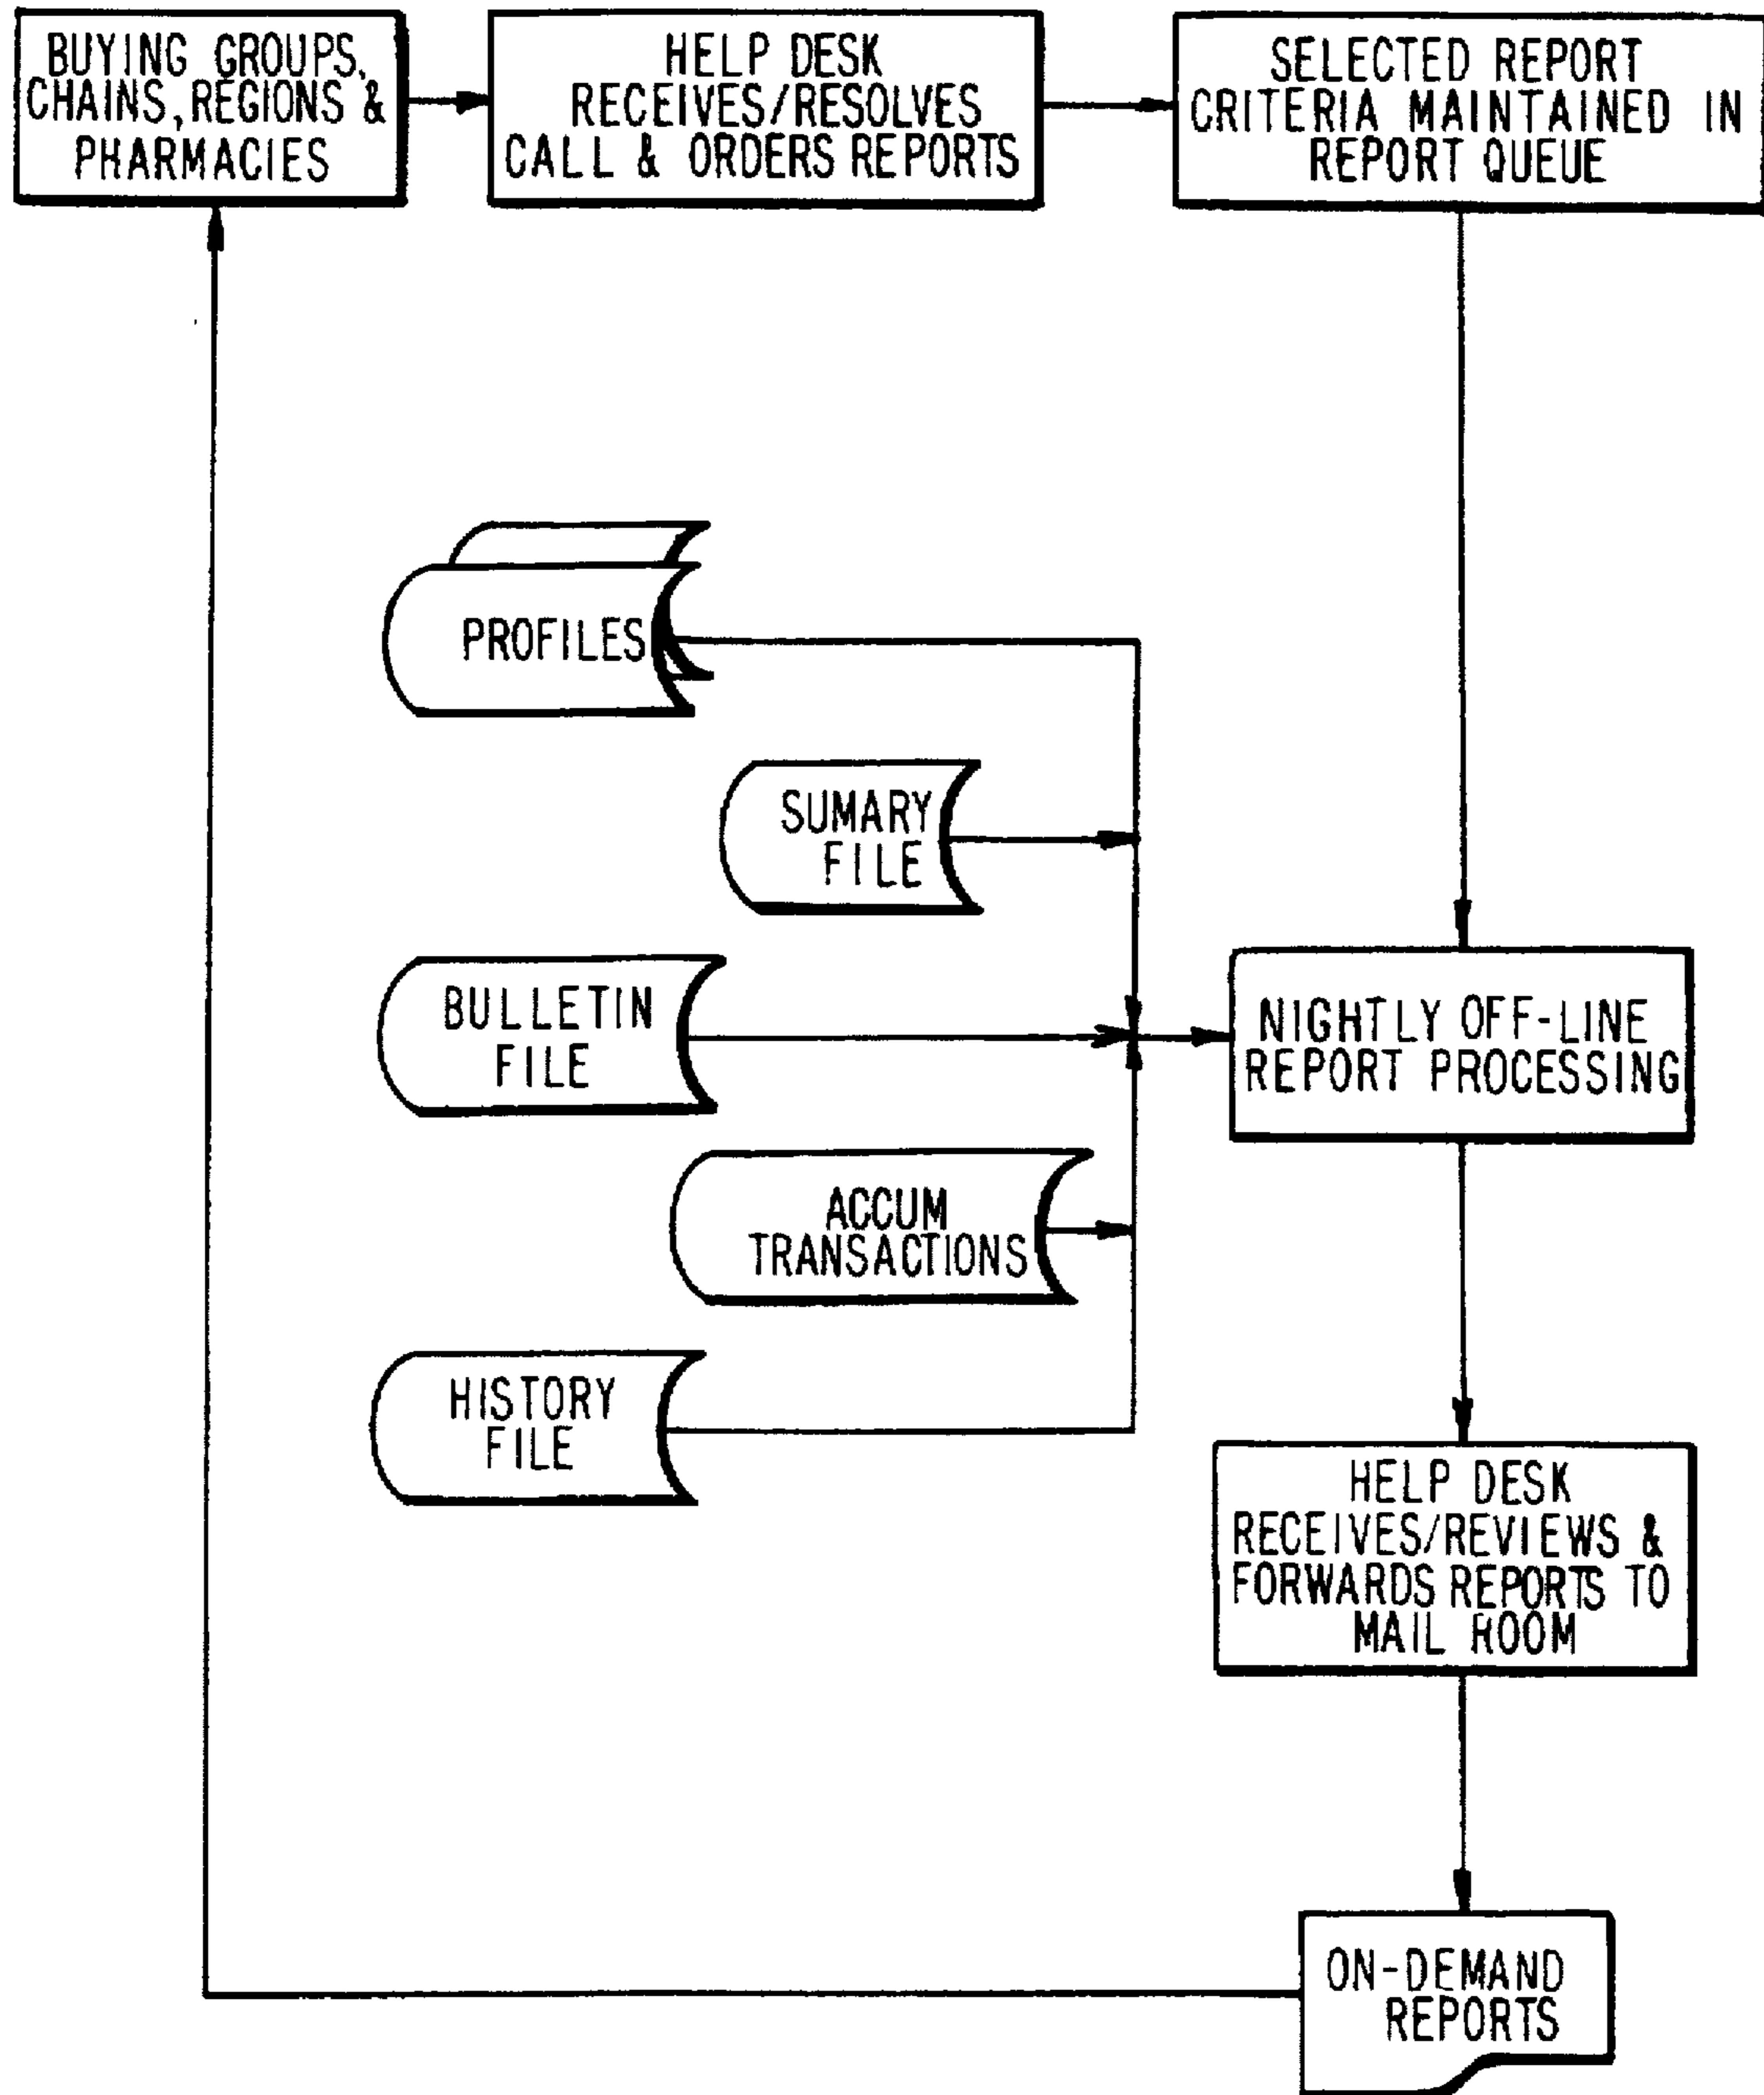 BUYING GROUPS,
CHAINS, REGIONS &
PHARMACIES
HELP DESK
RECEIVES/RESOLVES
CALL & ORDERS REPORTS
SELECTED REPORT
CRITERIA MAINTAINED IN
REPORT QUEUE
PROFILES
SUMARY
FILE
BULLETIN
FILE
NIGHTLY OFF-LINE
REPORT PROCESSING
ACCUM
TRANSACTIONS
HISTORY
FILE
HELP DESK
RECEIVES/REVIEWS &
FORWARDS REPORTS TO
MAIL ROOM
ON-DEMAND
REPORTS